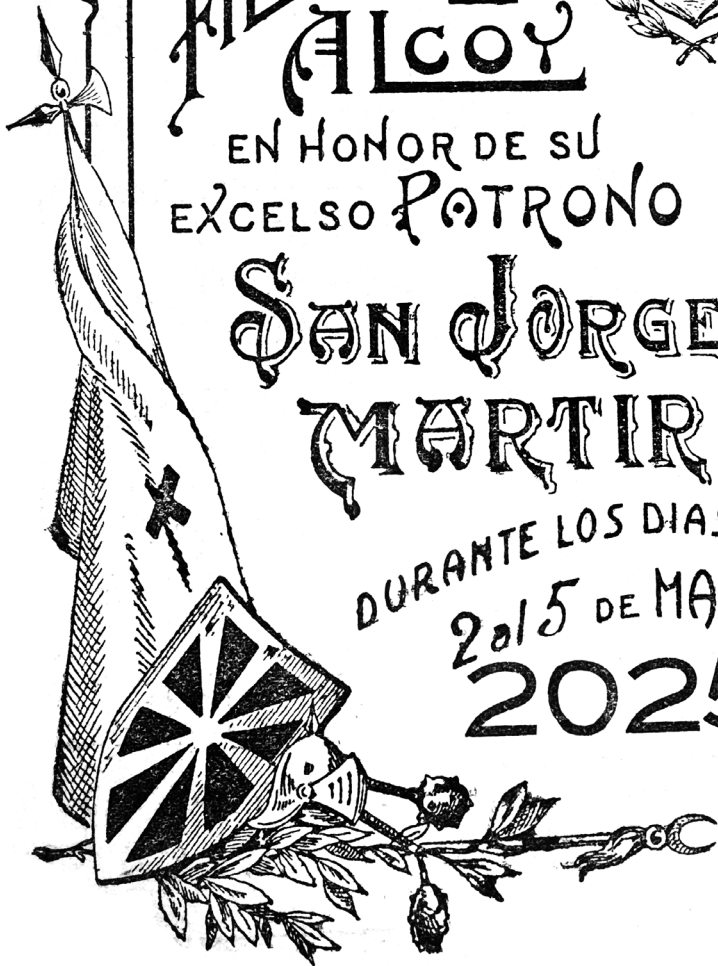 ALCOY
EN HONOR DE SU
EXCELSO PATRONO
SAN JORGE
MARTIR
DURANTE LOS DIAS
2 al 5 DE MA
2025